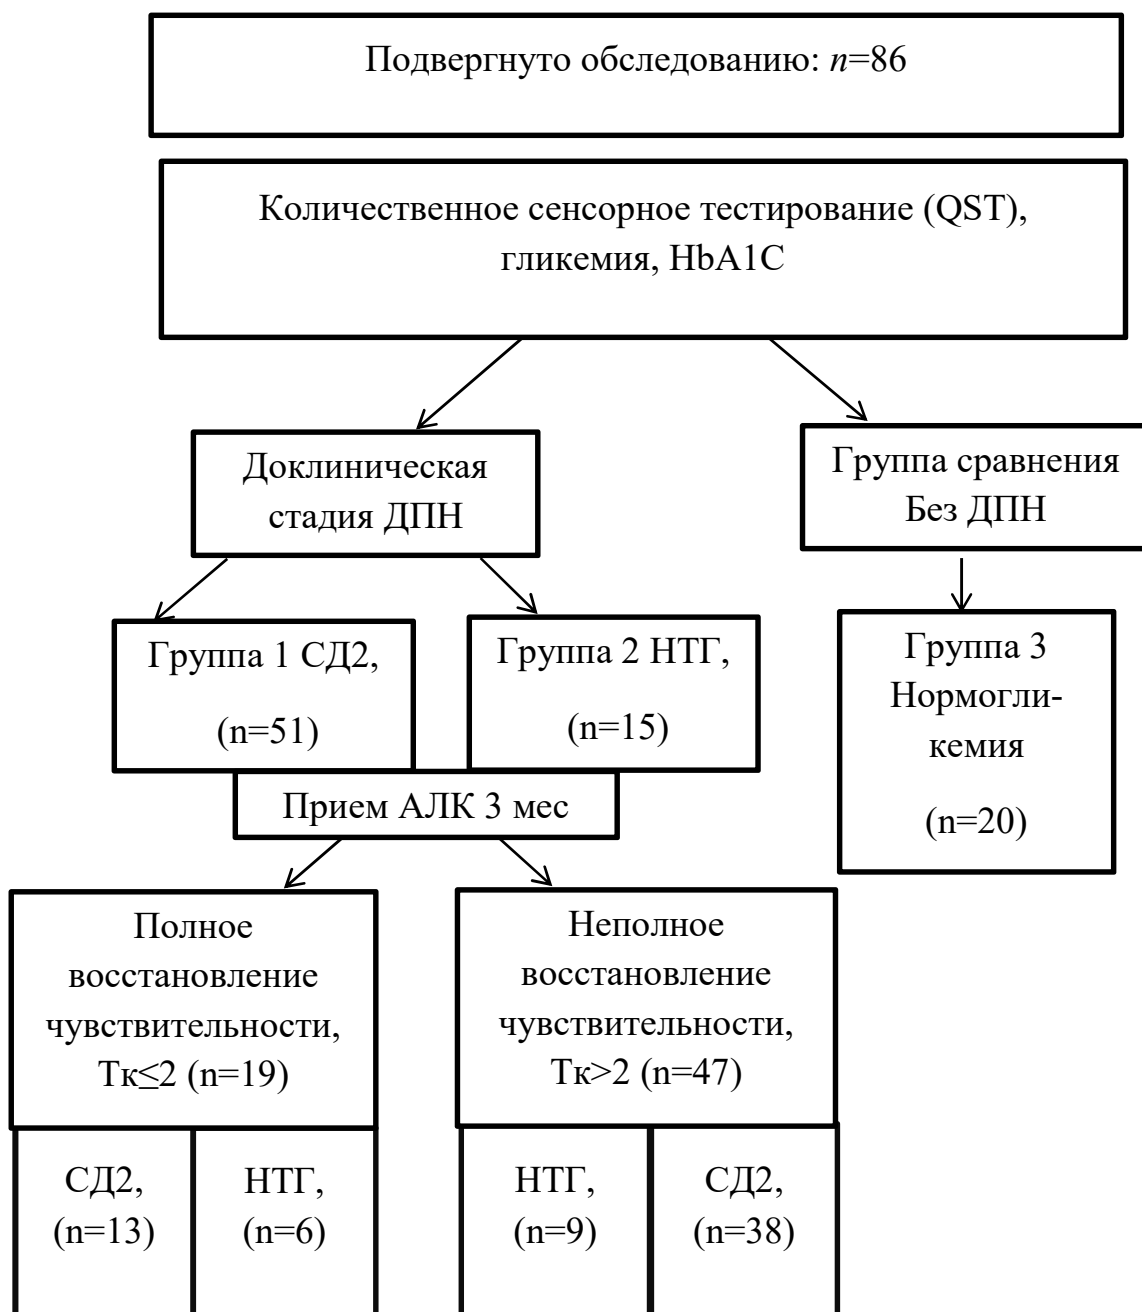 Подвергнуто обследованию: n=86
Количественное сенсорное тестирование (QST),
гликемия, HbA1C
Доклиническая
стадия ДПН
Группа сравнения
Без ДПН
Группа 1 СД2,
(n=51)
Группа 2 НТГ,
(n=15)
Группа 3
Нормогли-
кемия
(n=20)
Прием АЛК 3 мес
Полное
восстановление
чувствительности,
Тк≤2 (n=19)
Неполное
восстановление
чувствительности,
Тк>2 (n=47)
СД2,
(n=13)
НТГ,
(n=6)
НТГ,
(n=9)
СД2,
(n=38)